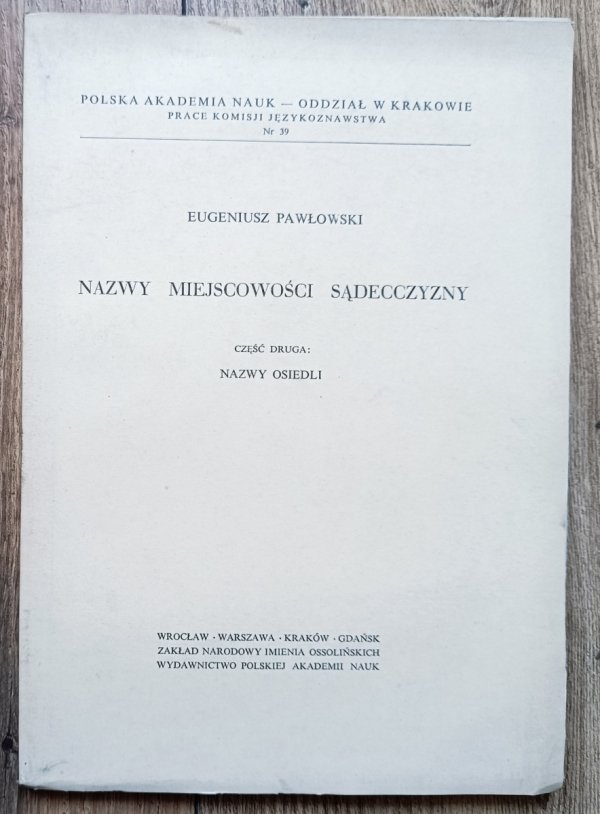 POLSKA AKADEMIA NAUK — ODDZIAŁ W KRAKOWIE
PRACE KOMISJI JĘZYKOZNAWSTWA
Nr 39
EUGENIUSZ PAWŁOWSKI
NAZWY MIEJSCOWOŚCI SĄDECCZYZNY
CZĘŚĆ DRUGA:
NAZWY OSIEDLI
WROCŁAW · WARSZAWA · KRAKÓW · GDAŃSK
ZAKŁAD NARODOWY IMIENIA OSSOLIŃSKICH
WYDAWNICTWO POLSKIEJ AKADEMII NAUK